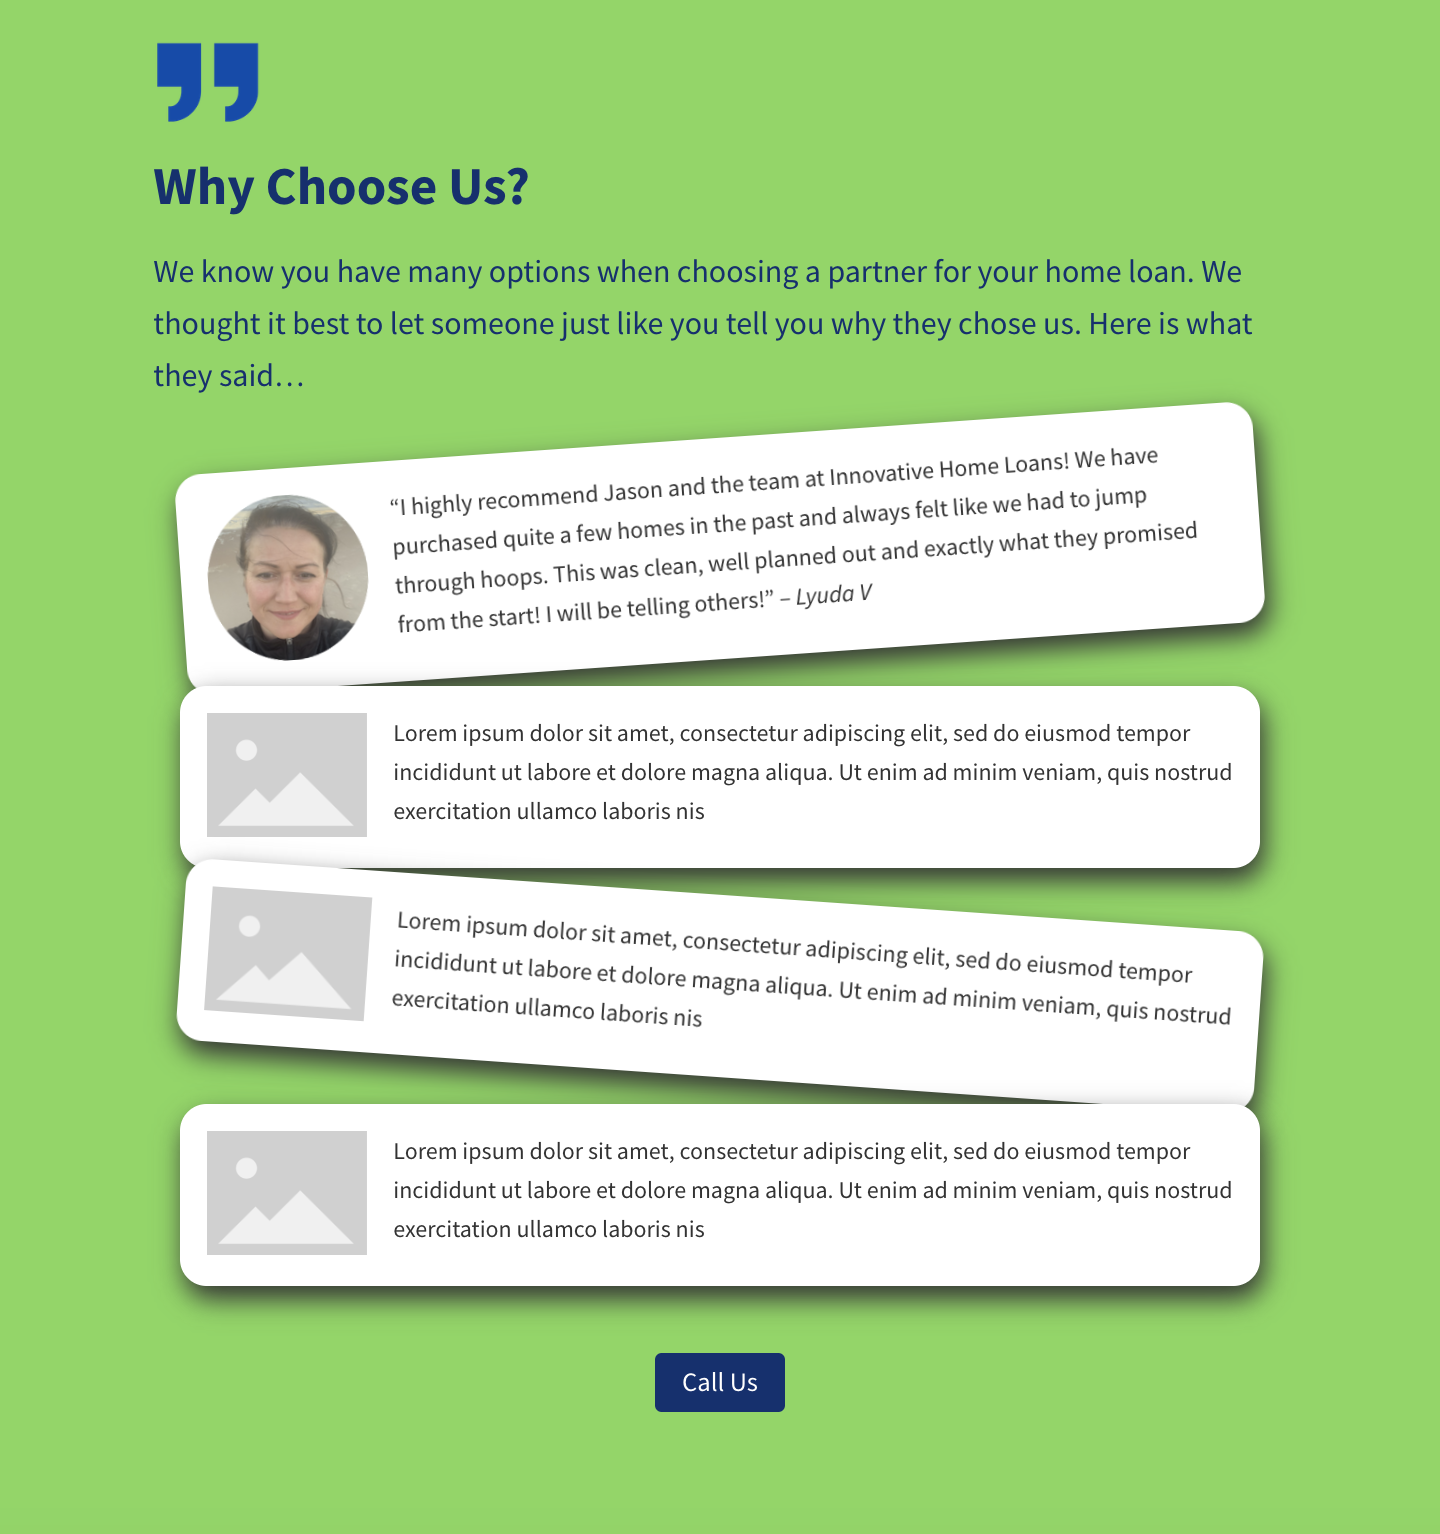 Why Choose Us?
We know you have many options when choosing a partner for your home loan. We
thought it best to let someone just like you tell you why they chose us. Here is what
they said…
“I highly recommend Jason and the team at Innovative Home Loans! We have
purchased quite a few homes in the past and always felt like we had to jump
through hoops. This was clean, well planned out and exactly what they promised
from the start! I will be telling others!” – Lyuda V
Lorem ipsum dolor sit amet, consectetur adipiscing elit, sed do eiusmod tempor
incididunt ut labore et dolore magna aliqua. Ut enim ad minim veniam, quis nostrud
exercitation ullamco laboris nis
Lorem ipsum dolor sit amet, consectetur adipiscing elit, sed do eiusmod tempor
incididunt ut labore et dolore magna aliqua. Ut enim ad minim veniam, quis nostrud
exercitation ullamco laboris nis
Lorem ipsum dolor sit amet, consectetur adipiscing elit, sed do eiusmod tempor
incididunt ut labore et dolore magna aliqua. Ut enim ad minim veniam, quis nostrud
exercitation ullamco laboris nis
Call Us